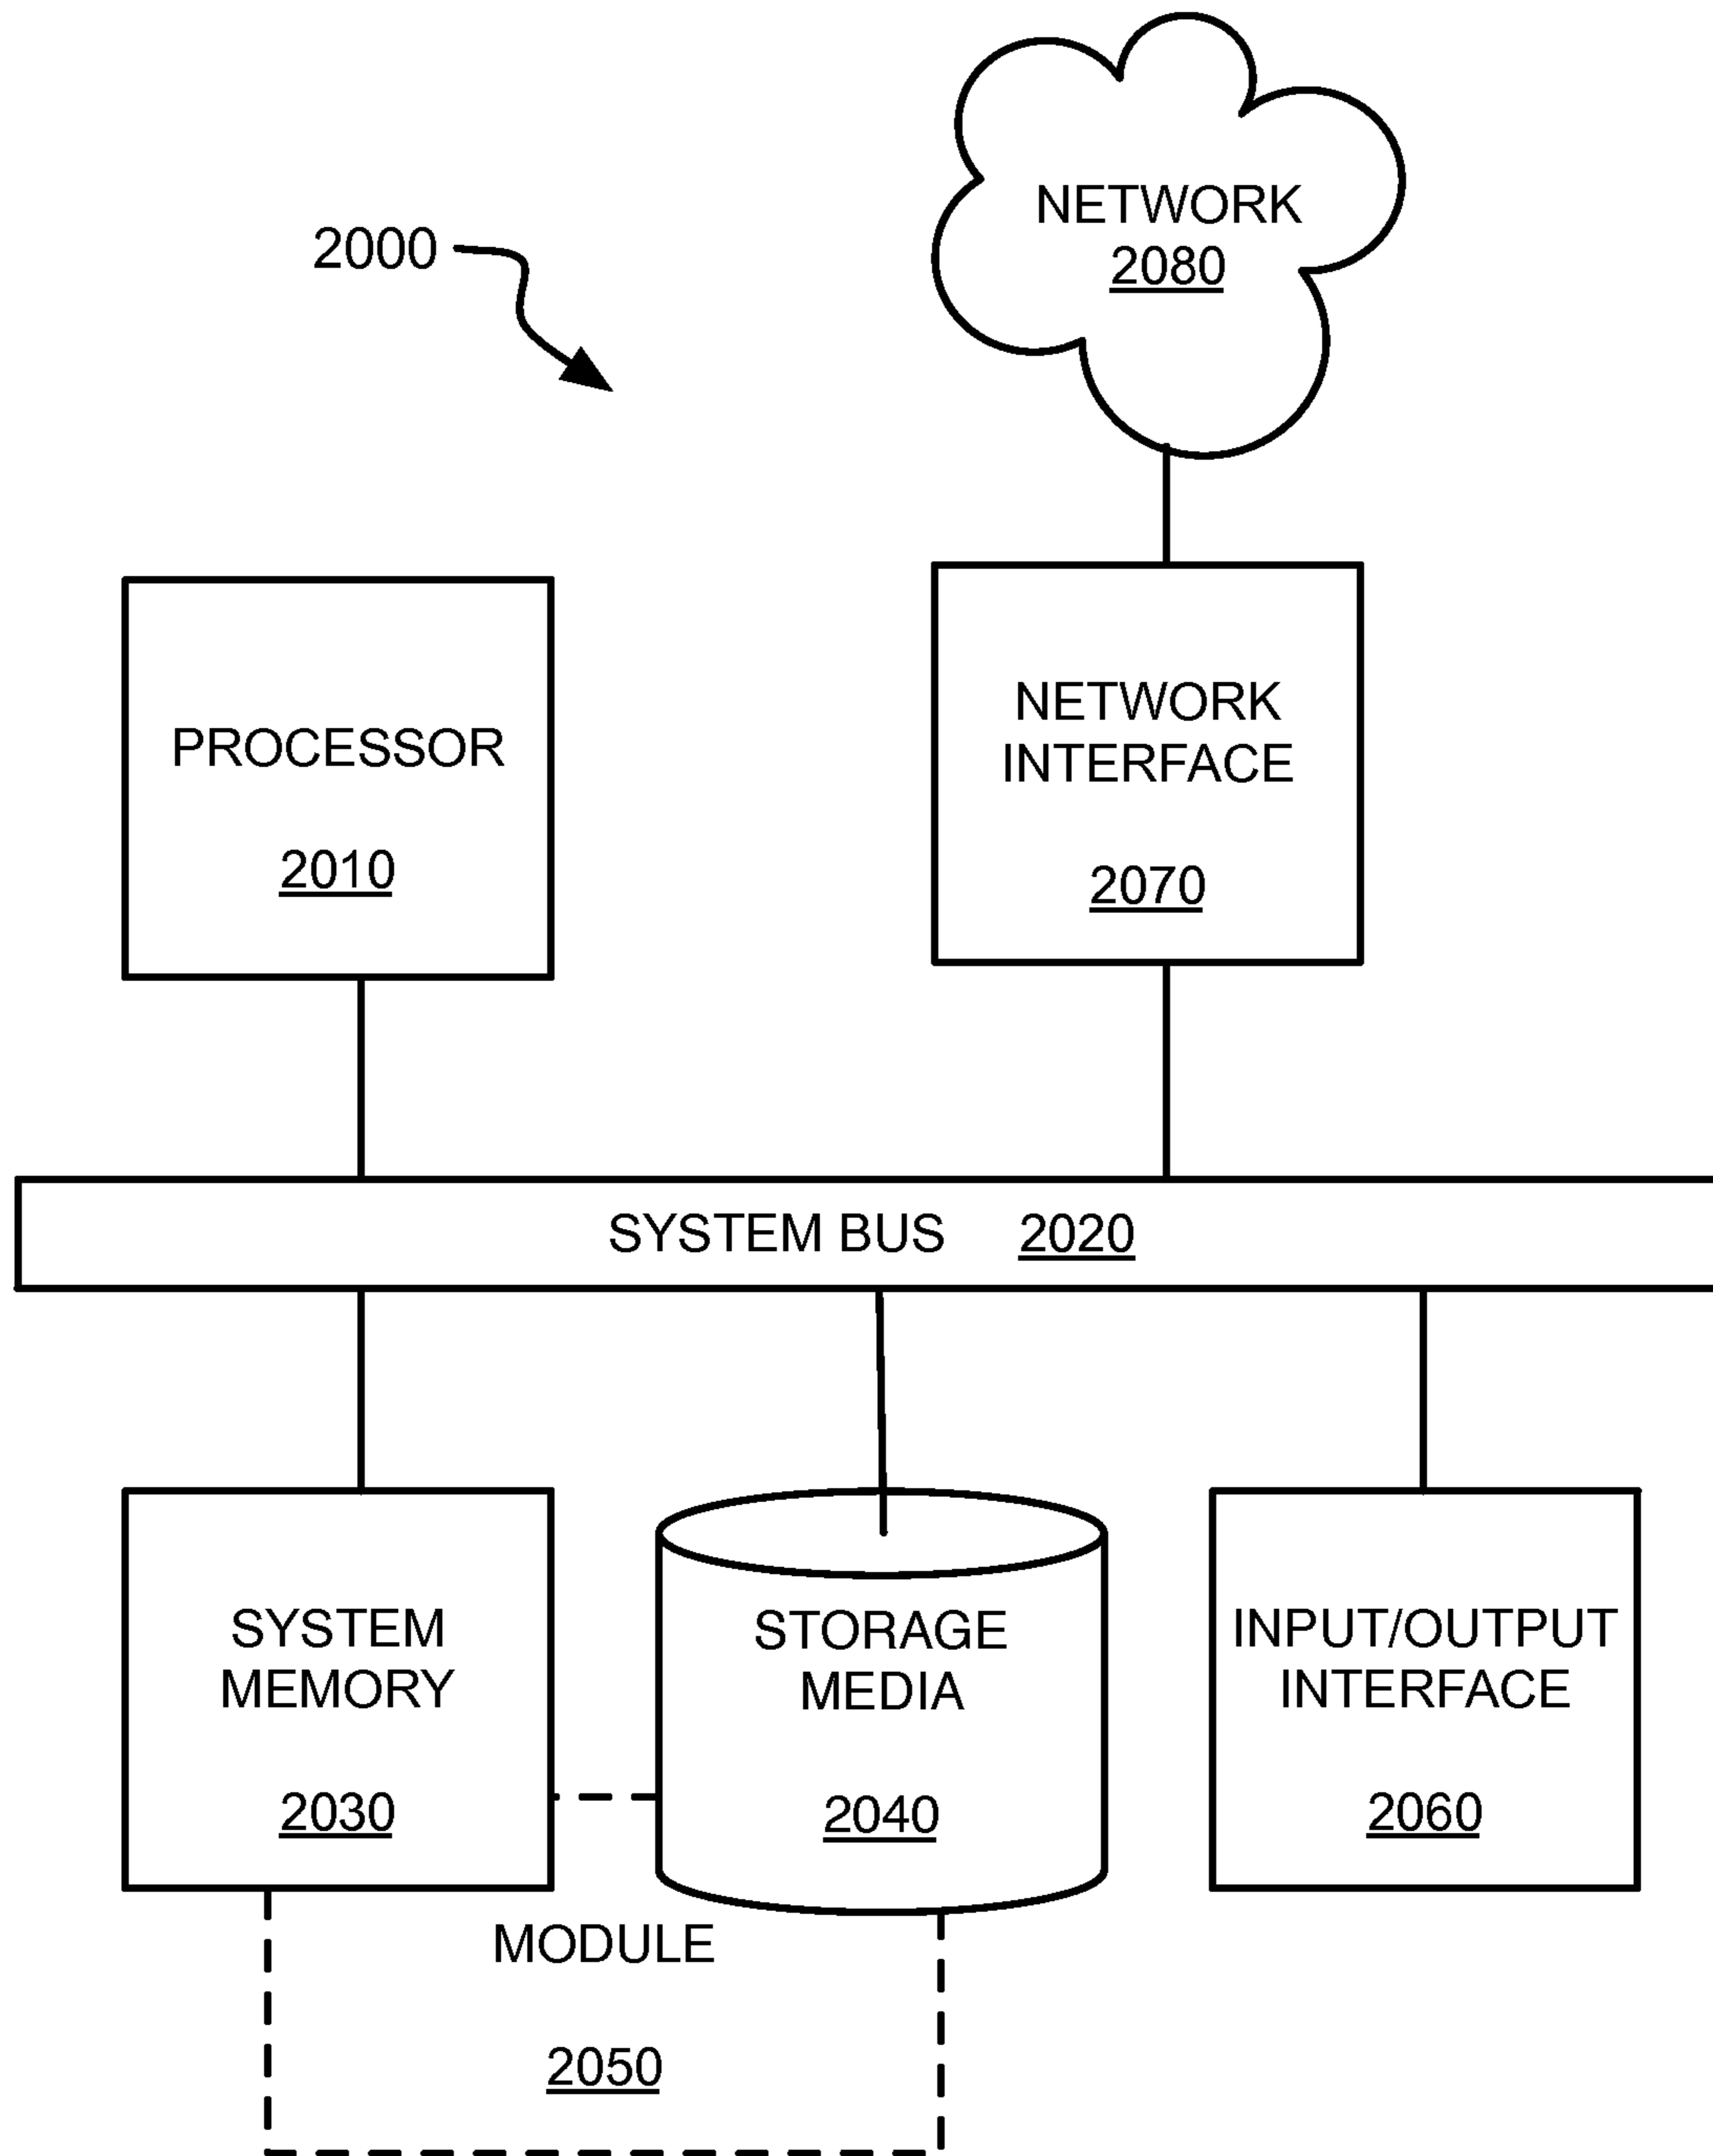 NETWORK
2080
2000
PROCESSOR
2010
NETWORK
INTERFACE
2070
SYSTEM BUS 2020
SYSTEM
MEMORY
2030
STORAGE
MEDIA
2040
INPUT/OUTPUT
INTERFACE
2060
MODULE
2050